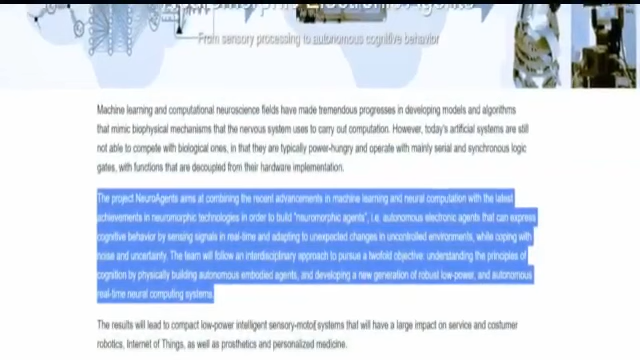 Neuromorphic Electronic Agents
From sensory processing to autonomous cognitive behavior
Machine learning and computational neuroscience fields have made tremendous progresses in developing models and algorithms
that mimic biophysical mechanisms that the nervous system uses to carry out computation. However, today's artificial systems are still
not able to compete with biological ones, in that they are typically power-hungry and operate with mainly serial and synchronous logic
gates, with functions that are decoupled from their hardware implementation.
The project NeuroAgents aims at combining the recent advancements in machine learning and neural computation with the latest
achievements in neuromorphic technologies in order to build "neuromorphic agents", i.e. autonomous electronic agents that can express
cognitive behavior by sensing signals in real-time and adapting to unexpected changes in uncontrolled environments, while coping with
noise and uncertainty. The team will follow an interdisciplinary approach to pursue a twofold objective: understanding the principles of
cognition by physically building autonomous embodied agents, and developing a new generation of robust low-power, and autonomous
real-time neural computing systems.
The results will lead to compact low-power intelligent sensory-motor systems that will have a large impact on service and costumer
robotics, Internet of Things, as well as prosthetics and personalized medicine.